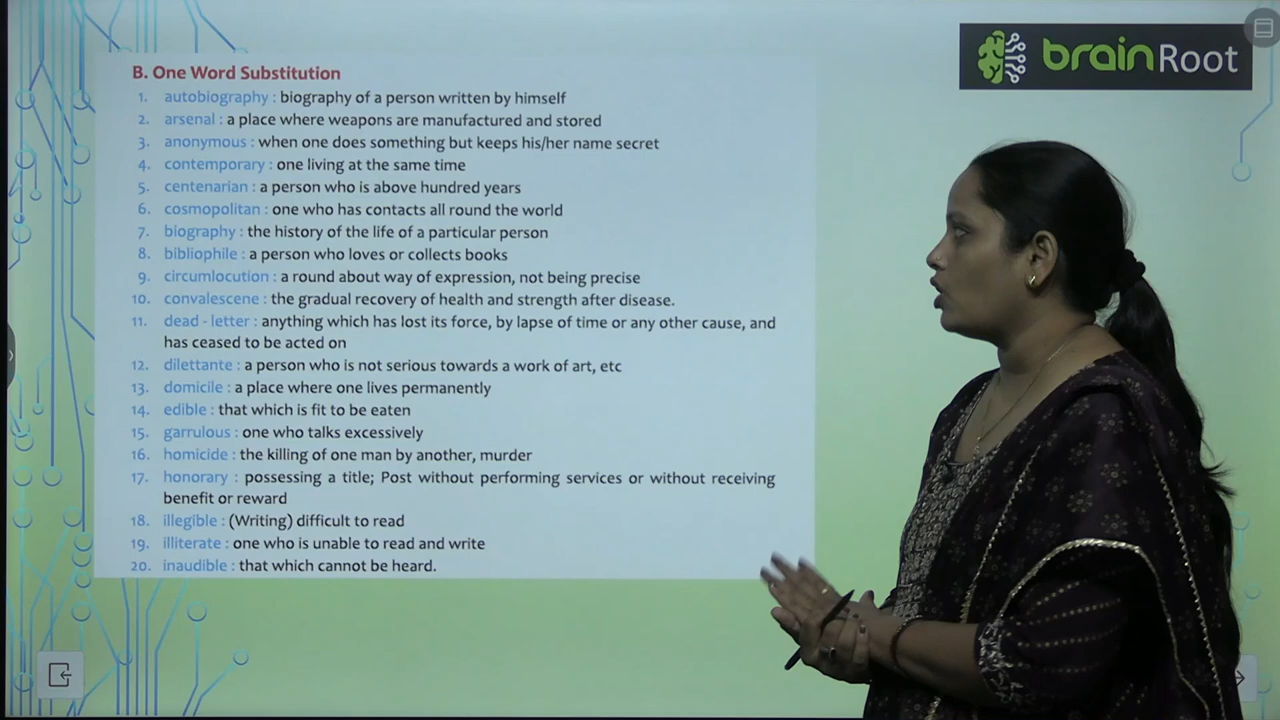 brainRoot
B. One Word Substitution
1. autobiography : biography of a person written by himself
2. arsenal : a place where weapons are manufactured and stored
3. anonymous : when one does something but keeps his/her name secret
4. contemporary : one living at the same time
5. centenarian : a person who is above hundred years
6. cosmopolitan : one who has contacts all round the world
7. biography : the history of the life of a particular person
8. bibliophile : a person who loves or collects books
9. circumlocution : a round about way of expression, not being precise
10. convalescene : the gradual recovery of health and strength after disease.
11. dead - letter : anything which has lost its force, by lapse of time or any other cause, and
has ceased to be acted on
12. dilettante : a person who is not serious towards a work of art, etc
13. domicile : a place where one lives permanently
14. edible : that which is fit to be eaten
15. garrulous : one who talks excessively
16. homicide : the killing of one man by another, murder
17. honorary : possessing a title; Post without performing services or without receiving
benefit or reward
18. illegible : (Writing) difficult to read
19. illiterate : one who is unable to read and write
20. inaudible : that which cannot be heard.